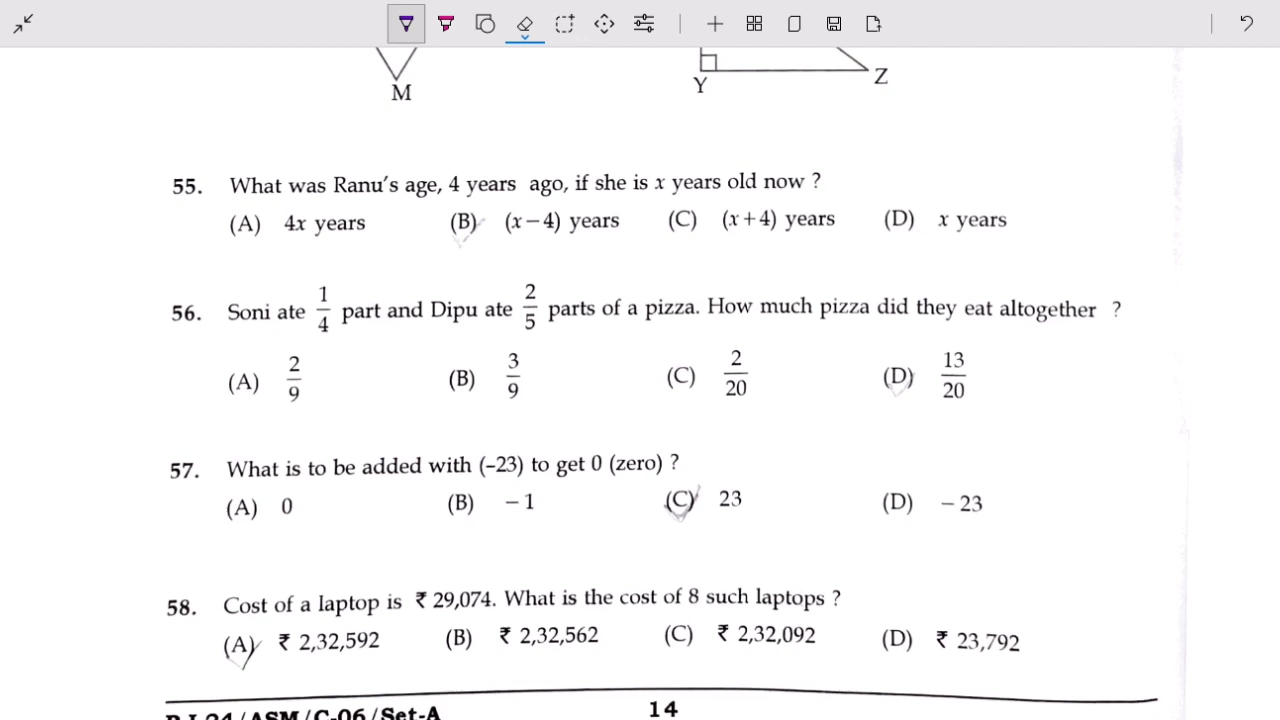 M
Y
Z
55. What was Ranu's age, 4 years ago, if she is x years old now ?
(A) 4x years (B) (x−4) years (C) (x+4) years (D) x years
56. Soni ate 1/4 part and Dipu ate 2/5 parts of a pizza. How much pizza did they eat altogether ?
(A) 2/9 (B) 3/9 (C) 2/20 (D) 13/20
57. What is to be added with (–23) to get 0 (zero) ?
(A) 0 (B) −1 (C) 23 (D) −23
58. Cost of a laptop is ₹ 29,074. What is the cost of 8 such laptops ?
(A) ₹ 2,32,592 (B) ₹ 2,32,562 (C) ₹ 2,32,092 (D) ₹ 23,792
14
/ASM/C-06/Set-A